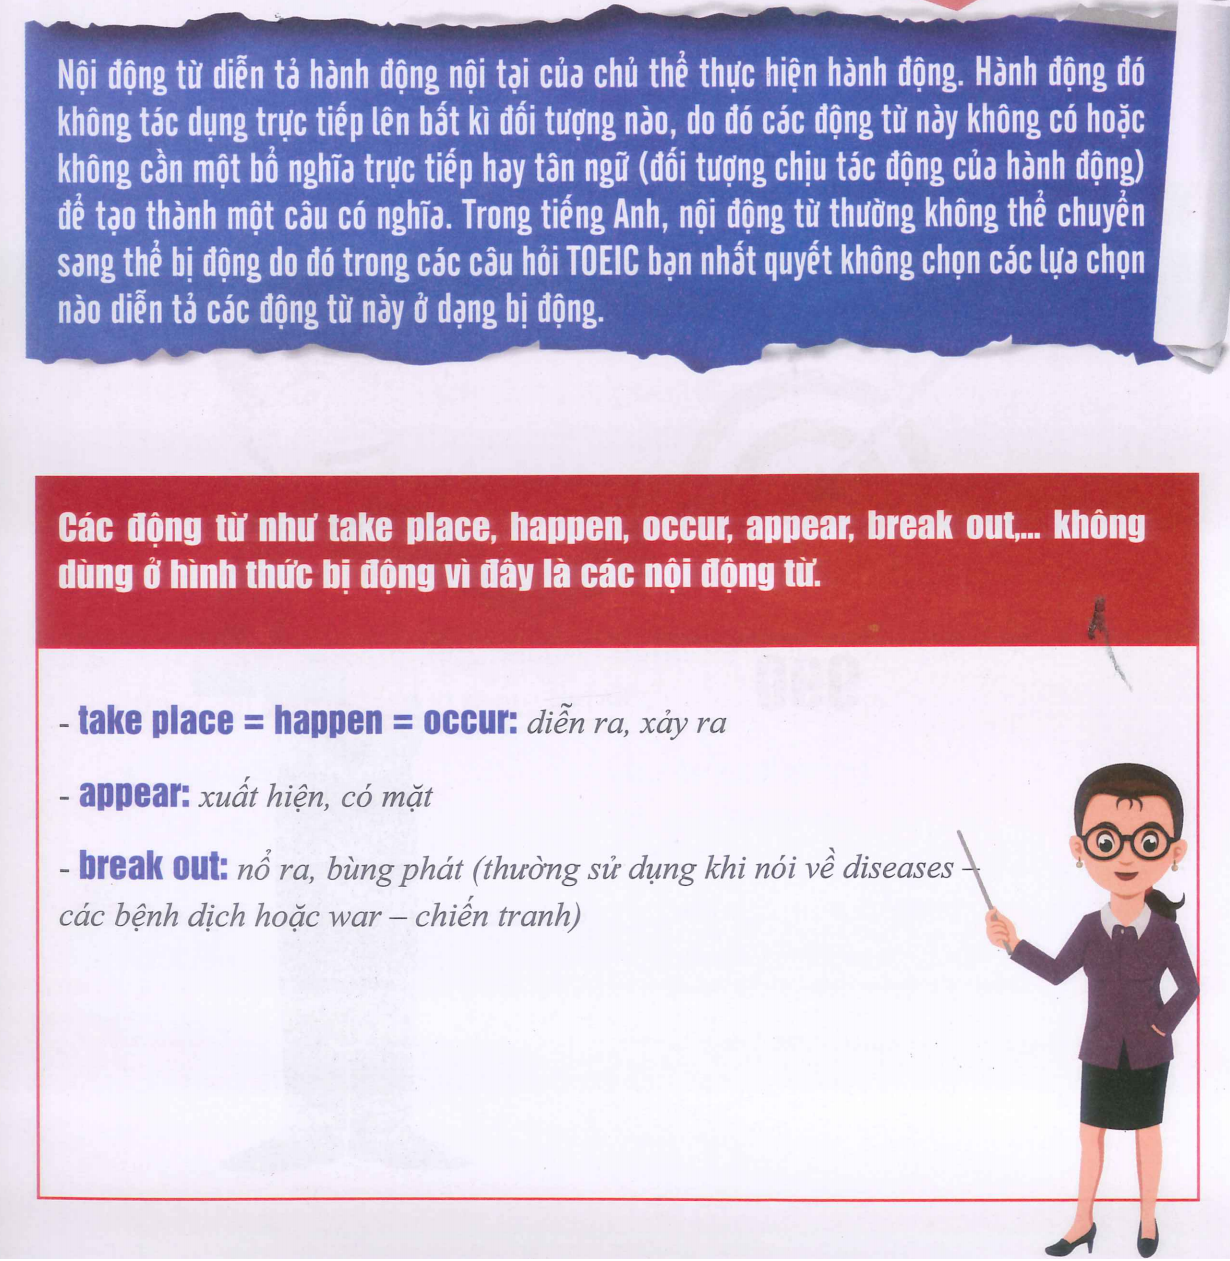 Nội động từ diễn tả hành động nội tại của chủ thể thực hiện hành động. Hành động đó
không tác dụng trực tiếp lên bất kì đối tượng nào, do đó các động từ này không có hoặc
không cần một bổ nghĩa trực tiếp hay tân ngữ (đối tượng chịu tác động của hành động)
để tạo thành một câu có nghĩa. Trong tiếng Anh, nội động từ thường không thể chuyển
sang thể bị động do đó trong các câu hỏi TOEIC bạn nhất quyết không chọn các lựa chọn
nào diễn tả các động từ này ở dạng bị động.
Các động từ như take place, happen, occur, appear, break out,... không
dùng ở hình thức bị động vì đây là các nội động từ.
- take place = happen = occur: diễn ra, xảy ra
- appear: xuất hiện, có mặt
- break out: nổ ra, bùng phát (thường sử dụng khi nói về diseases –
các bệnh dịch hoặc war – chiến tranh)